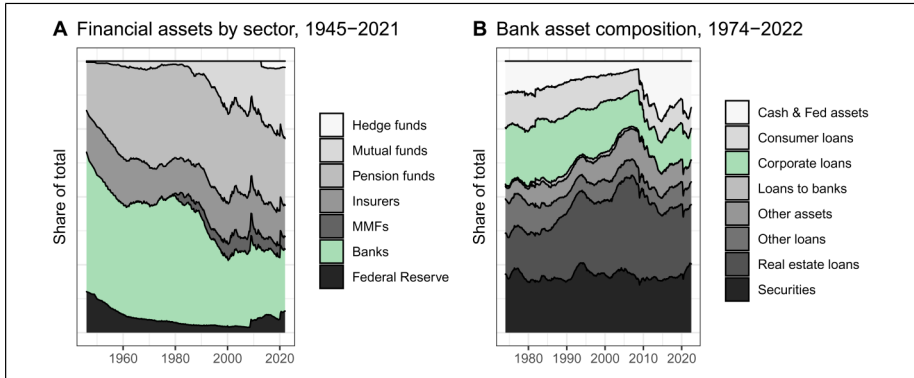 A Financial assets by sector, 1945−2021
Share of total
1960 1980 2000 2020
Hedge funds
Mutual funds
Pension funds
Insurers
MMFs
Banks
Federal Reserve
B Bank asset composition, 1974−2022
Share of total
1980 1990 2000 2010 2020
Cash & Fed assets
Consumer loans
Corporate loans
Loans to banks
Other assets
Other loans
Real estate loans
Securities